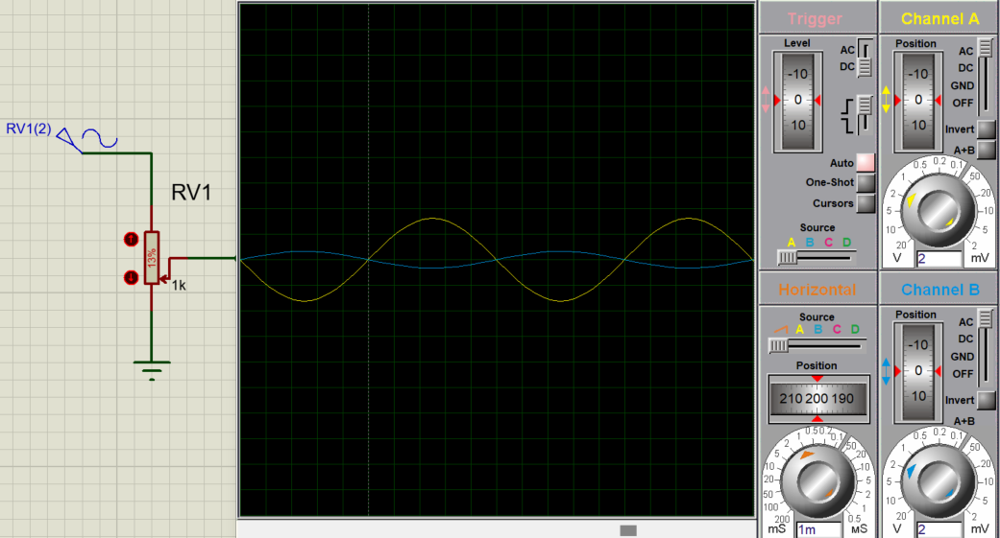 RV1(2)
RV1
13%
1k
Trigger
Level
-10
0
10
AC
DC
Auto
One-Shot
Cursors
Source
A B C D
Channel A
Position
-10
0
10
AC
DC
GND
OFF
Invert
A+B
0.5 0.2 0.1
1 50
2 20
5 10
10 5
20 2
V 2 mV
Horizontal
Source
A B C D
Position
210 200 190
1 0.5 0.2 0.1
2 50
5 20
10 10
20 5
50 2
100 1
200 0.5
mS 1m мS
Channel B
Position
-10
0
10
AC
DC
GND
OFF
Invert
A+B
0.5 0.2 0.1
1 50
2 20
5 10
10 5
20 2
V 2 mV